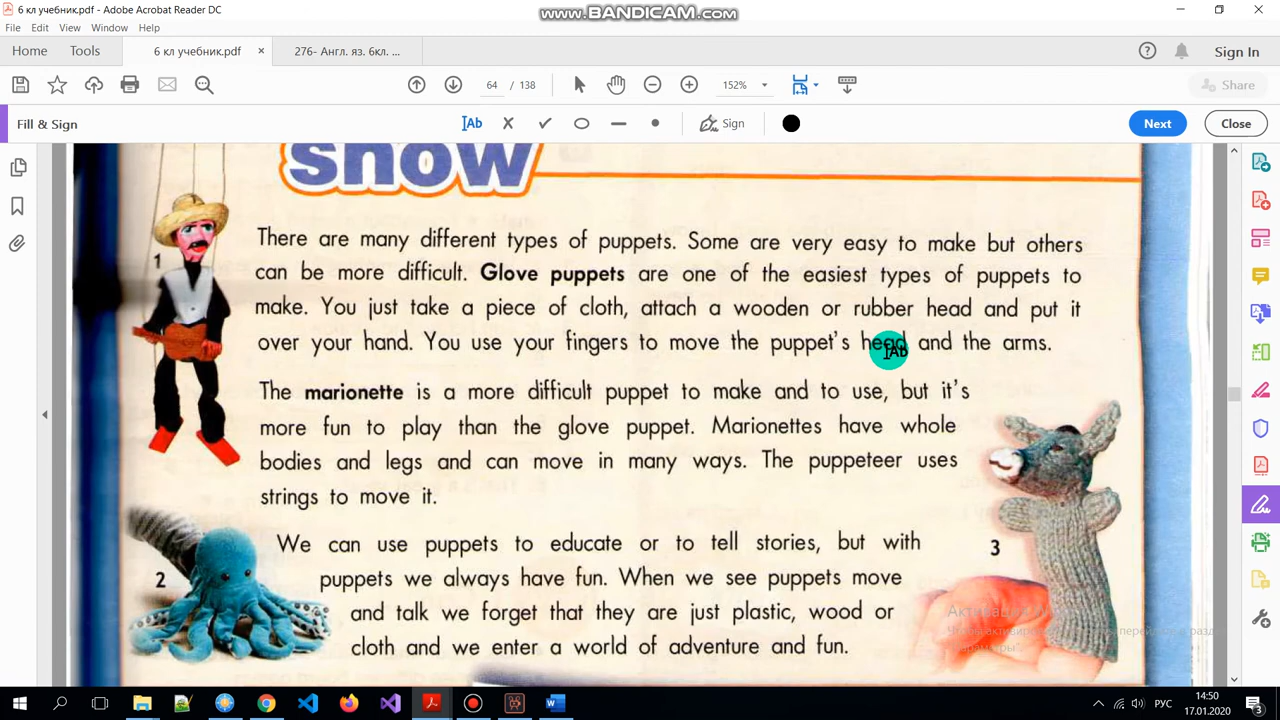 6 кл учебник.pdf - Adobe Acrobat Reader DC
www.BANDICAM.com
File Edit View Window Help
Home Tools 6 кл учебник.pdf × 276- Англ. яз. 6кл. ... Sign In
64 / 138 152% Share
Fill & Sign Ab Sign Next Close
snow
1
There are many different types of puppets. Some are very easy to make but others
can be more difficult. Glove puppets are one of the easiest types of puppets to
make. You just take a piece of cloth, attach a wooden or rubber head and put it
over your hand. You use your fingers to move the puppet's head and the arms.
Ab
The marionette is a more difficult puppet to make and to use, but it's
more fun to play than the glove puppet. Marionettes have whole
bodies and legs and can move in many ways. The puppeteer uses
strings to move it.
We can use puppets to educate or to tell stories, but with
puppets we always have fun. When we see puppets move
and talk we forget that they are just plastic, wood or
cloth and we enter a world of adventure and fun.
2
3
РУС 14:50
17.01.2020
3